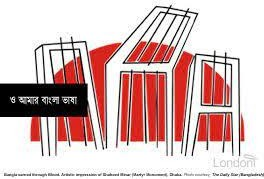 ও আমার বাংলা ভাষা
London
Bangla earned through Blood. Artistic impression of Shaheed Minar (Martyr Monument), Dhaka. Photo courtesy: The Daily Star (Bangladesh)